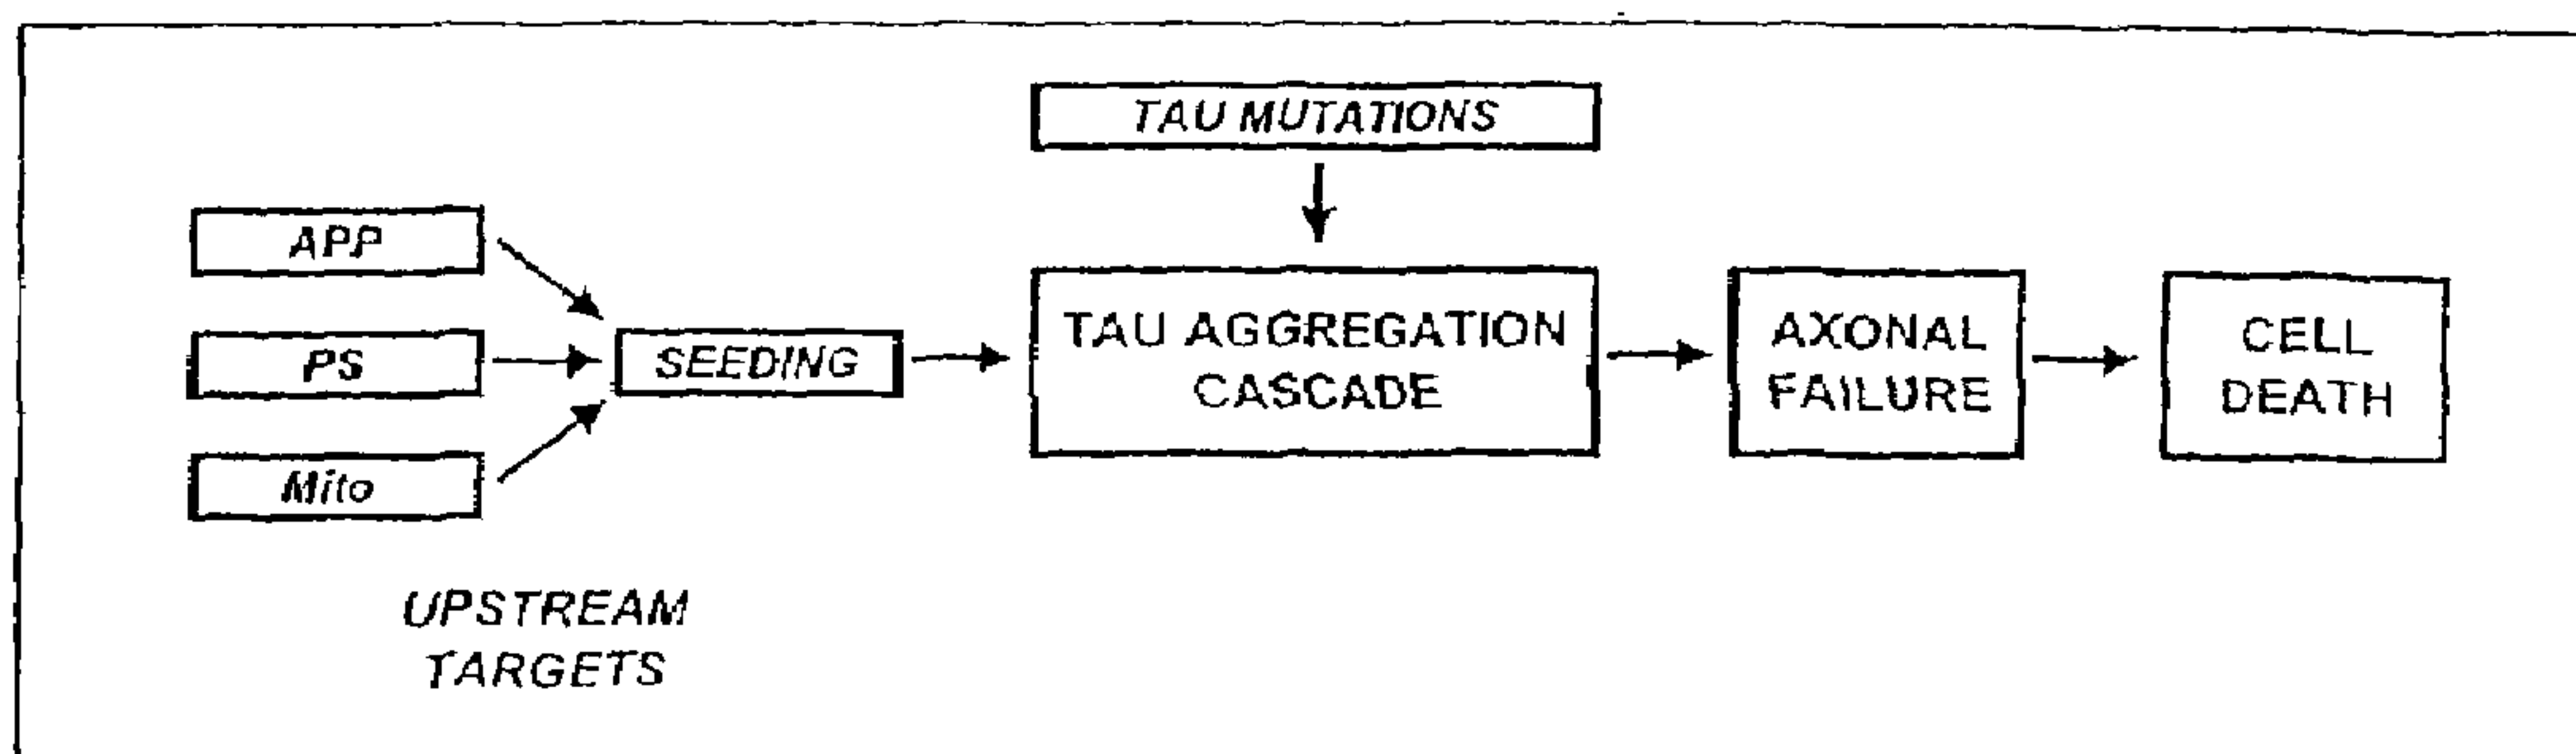 TAU MUTATIONS
APP
PS
Mito
SEEDING
TAU AGGREGATION
CASCADE
AXONAL
FAILURE
CELL
DEATH
UPSTREAM
TARGETS